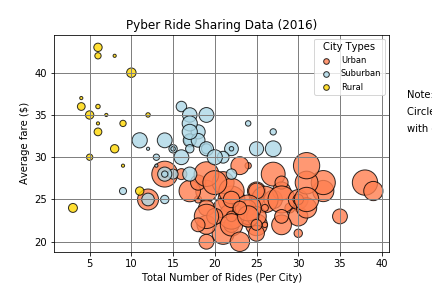 Pyber Ride Sharing Data (2016)
City Types
Urban
Suburban
Rural
Note:
Circle
with
Average fare ($)
40
35
30
25
20
5 10 15 20 25 30 35 40
Total Number of Rides (Per City)